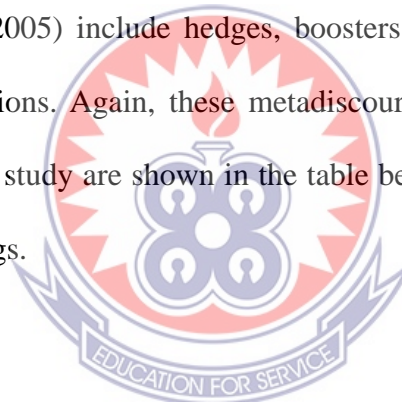 2005) include hedges, boosters
ions. Again, these metadiscour
study are shown in the table be
gs.
EDUCATION FOR SERVICE